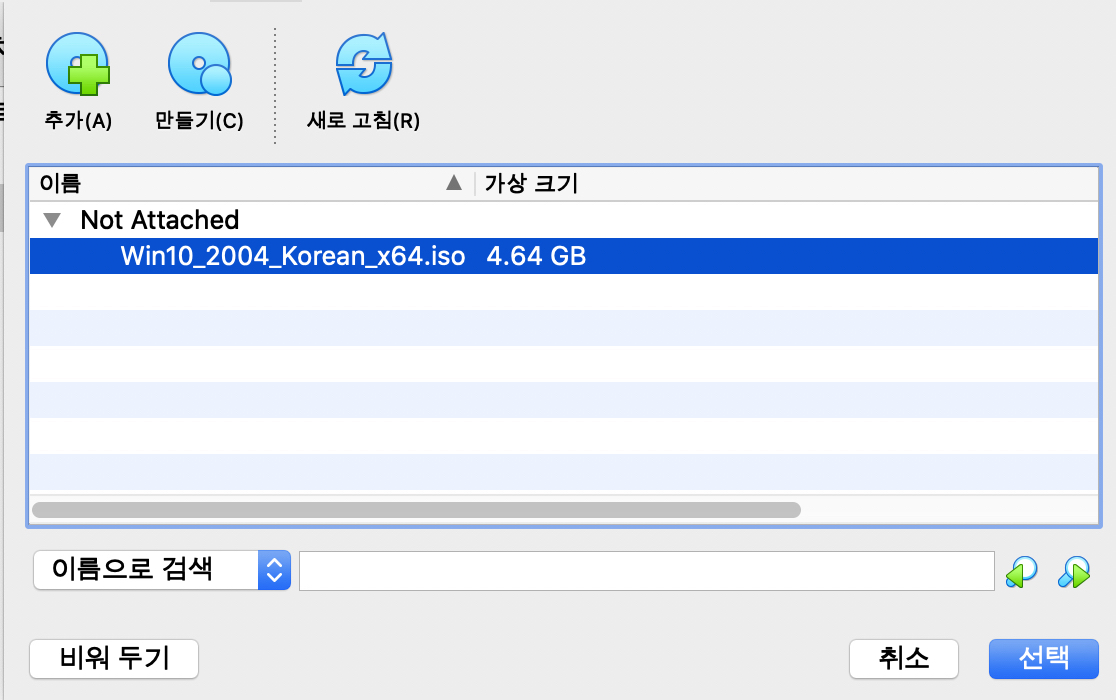 추가(A) 만들기(C) 새로 고침(R)
이름 가상 크기
Not Attached
Win10_2004_Korean_x64.iso 4.64 GB
이름으로 검색
비워 두기 취소 선택